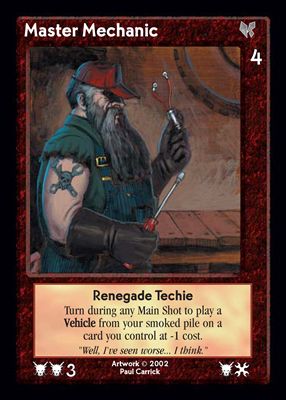 Master Mechanic
4
Renegade Techie
Turn during any Main Shot to play a
Vehicle from your smoked pile on a
card you control at -1 cost.
"Well, I've seen worse... I think."
Artwork © 2002
Paul Carrick
3